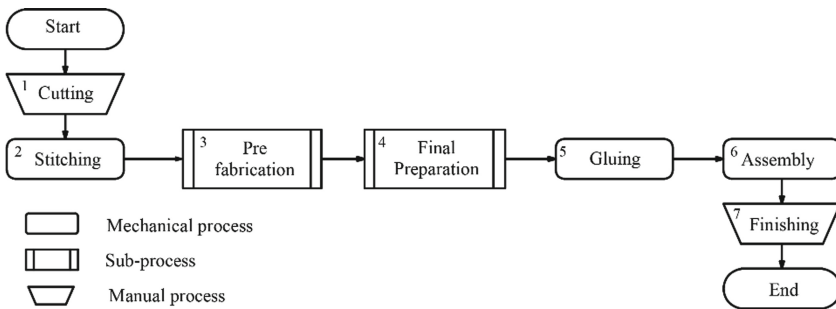 Start
1 Cutting
2 Stitching
3 Pre
fabrication
4 Final
Preparation
5 Gluing
6 Assembly
7 Finishing
End
Mechanical process
Sub-process
Manual process